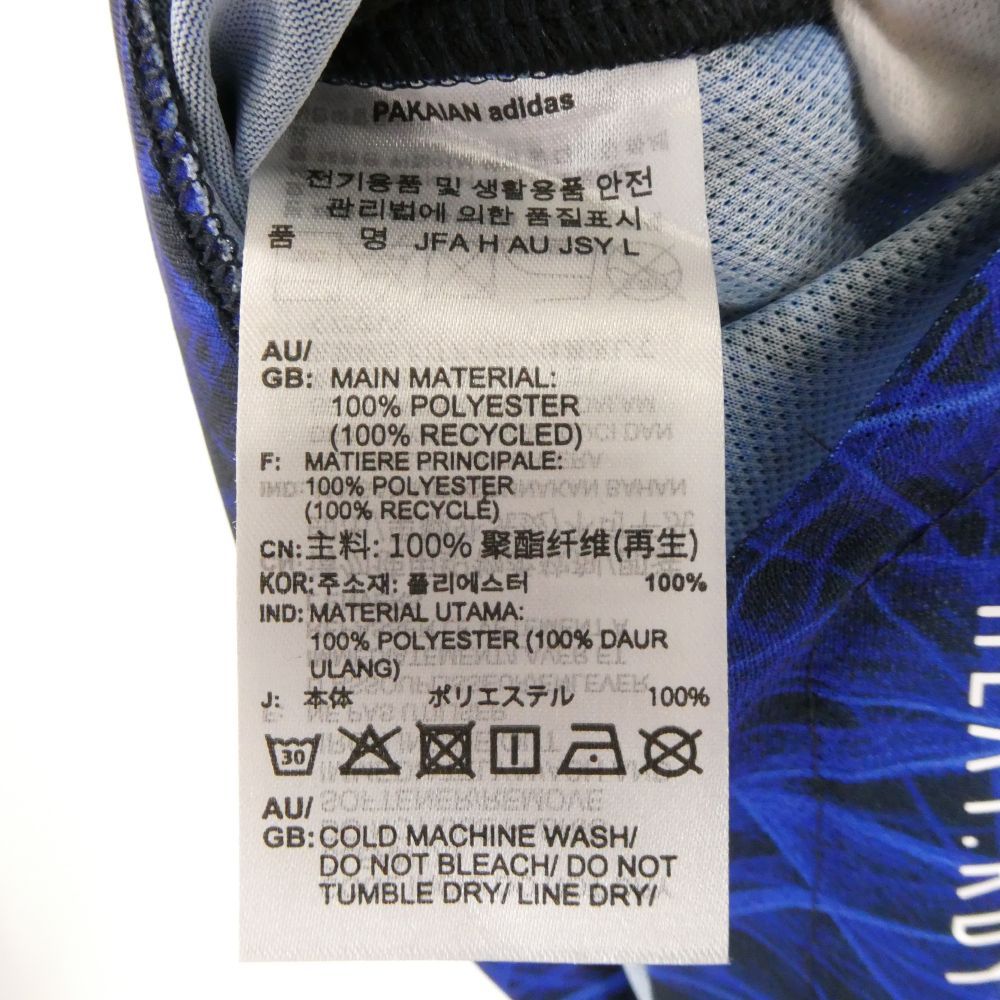 PAKAIAN adidas
전기용품 및 생활용품 안전
관리법에 의한 품질표시
품 명 JFA H AU JSY L
AU/
GB: MAIN MATERIAL:
100% POLYESTER
(100% RECYCLED)
F: MATIERE PRINCIPALE:
100% POLYESTER
(100% RECYCLE)
CN: 主料: 100% 聚酯纤维(再生)
KOR: 주소재: 폴리에스터 100%
IND: MATERIAL UTAMA:
100% POLYESTER (100% DAUR
ULANG)
J: 本体 ポリエステル 100%
30
AU/
GB: COLD MACHINE WASH/
DO NOT BLEACH/ DO NOT
TUMBLE DRY/ LINE DRY/
HEAT.RDY